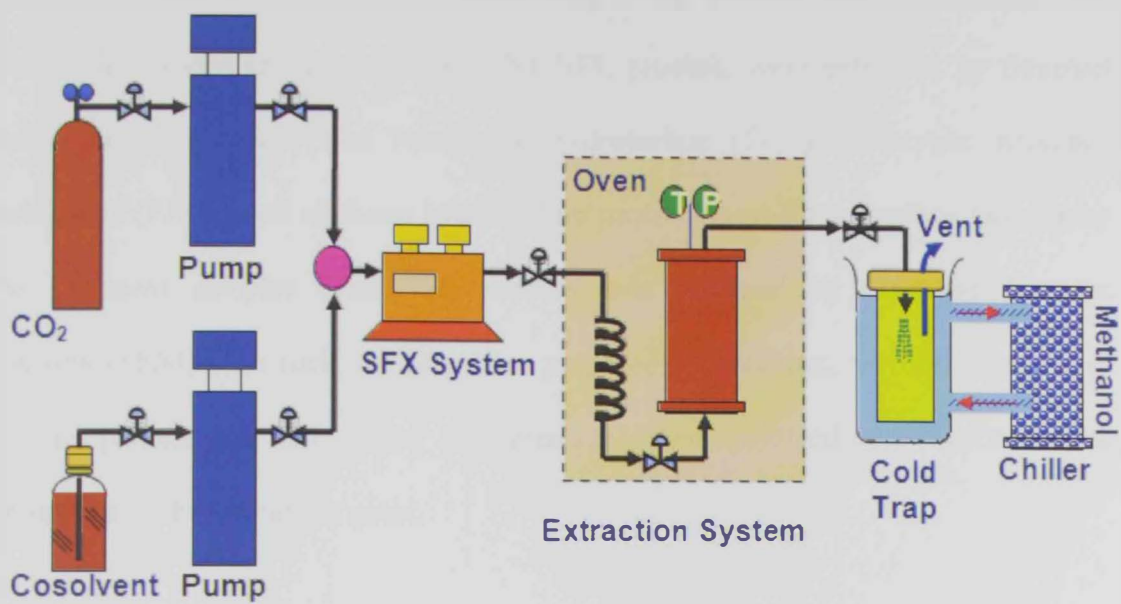 Oven
T P
Vent
Pump
CO₂
SFX System
Methanol
Cold
Trap
Chiller
Extraction System
Cosolvent
Pump